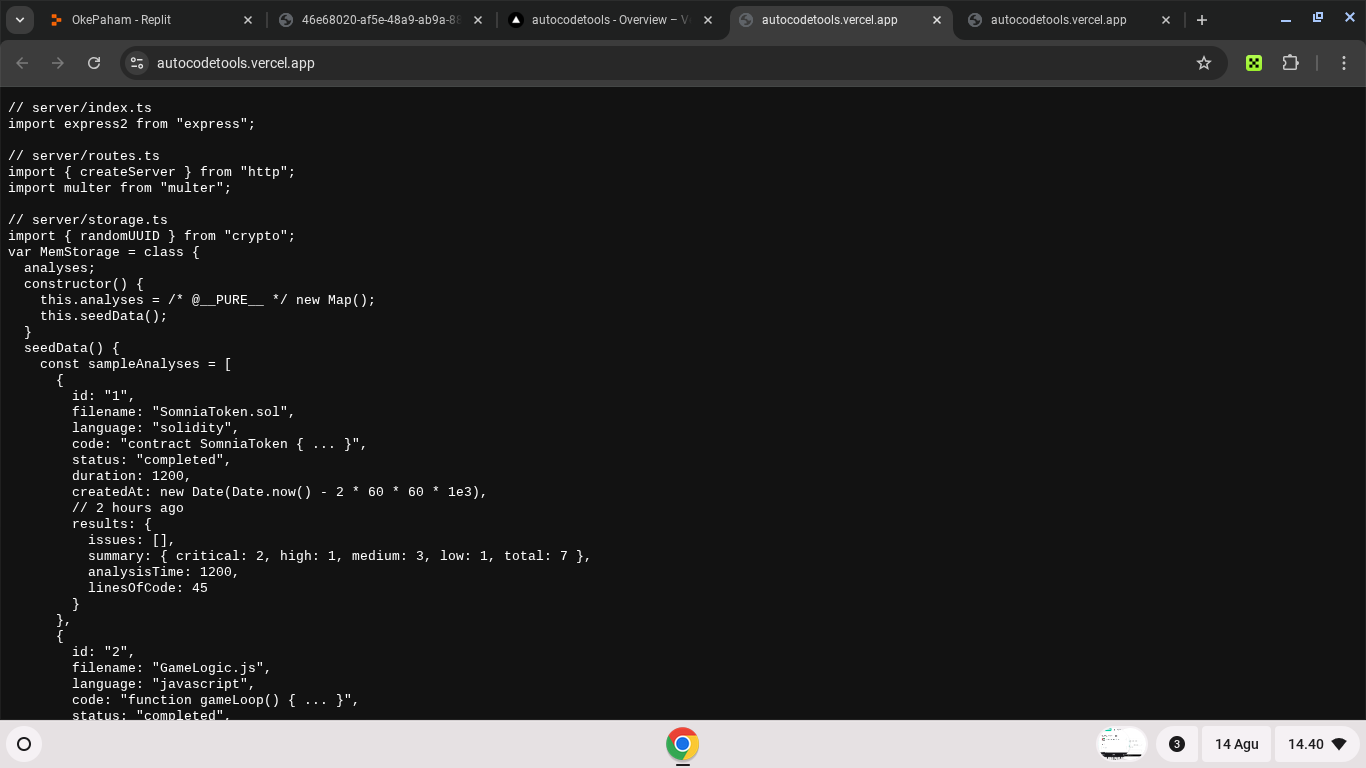 OkePaham - Replit
46e68020-af5e-48a9-ab9a-88
autocodetools - Overview – V
autocodetools.vercel.app
autocodetools.vercel.app
autocodetools.vercel.app
// server/index.ts
import express2 from "express";
// server/routes.ts
import { createServer } from "http";
import multer from "multer";
// server/storage.ts
import { randomUUID } from "crypto";
var MemStorage = class {
  analyses;
  constructor() {
    this.analyses = /* @__PURE__ */ new Map();
    this.seedData();
  }
  seedData() {
    const sampleAnalyses = [
      {
        id: "1",
        filename: "SomniaToken.sol",
        language: "solidity",
        code: "contract SomniaToken { ... }",
        status: "completed",
        duration: 1200,
        createdAt: new Date(Date.now() - 2 * 60 * 60 * 1e3),
        // 2 hours ago
        results: {
          issues: [],
          summary: { critical: 2, high: 1, medium: 3, low: 1, total: 7 },
          analysisTime: 1200,
          linesOfCode: 45
        }
      },
      {
        id: "2",
        filename: "GameLogic.js",
        language: "javascript",
        code: "function gameLoop() { ... }",
        status: "completed",
3
14 Agu
14.40